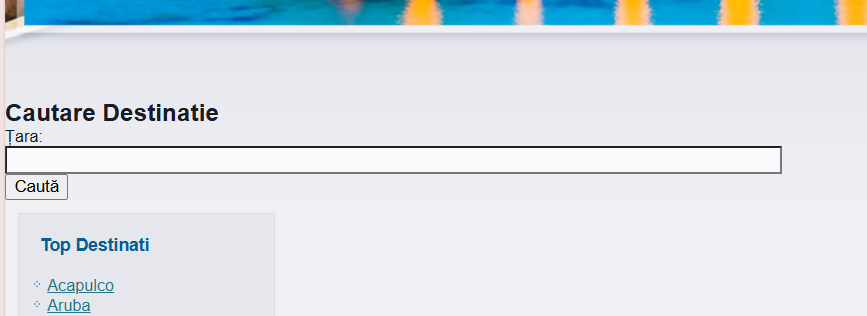 Cautare Destinatie
Țara:
Caută
Top Destinati
Acapulco
Aruba